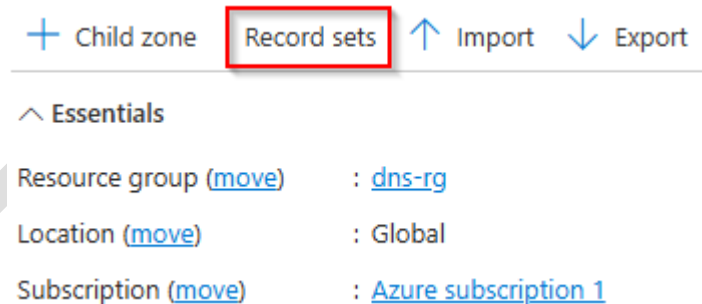 Child zone Record sets Import Export
Essentials
Resource group (move) : dns-rg
Location (move) : Global
Subscription (move) : Azure subscription 1